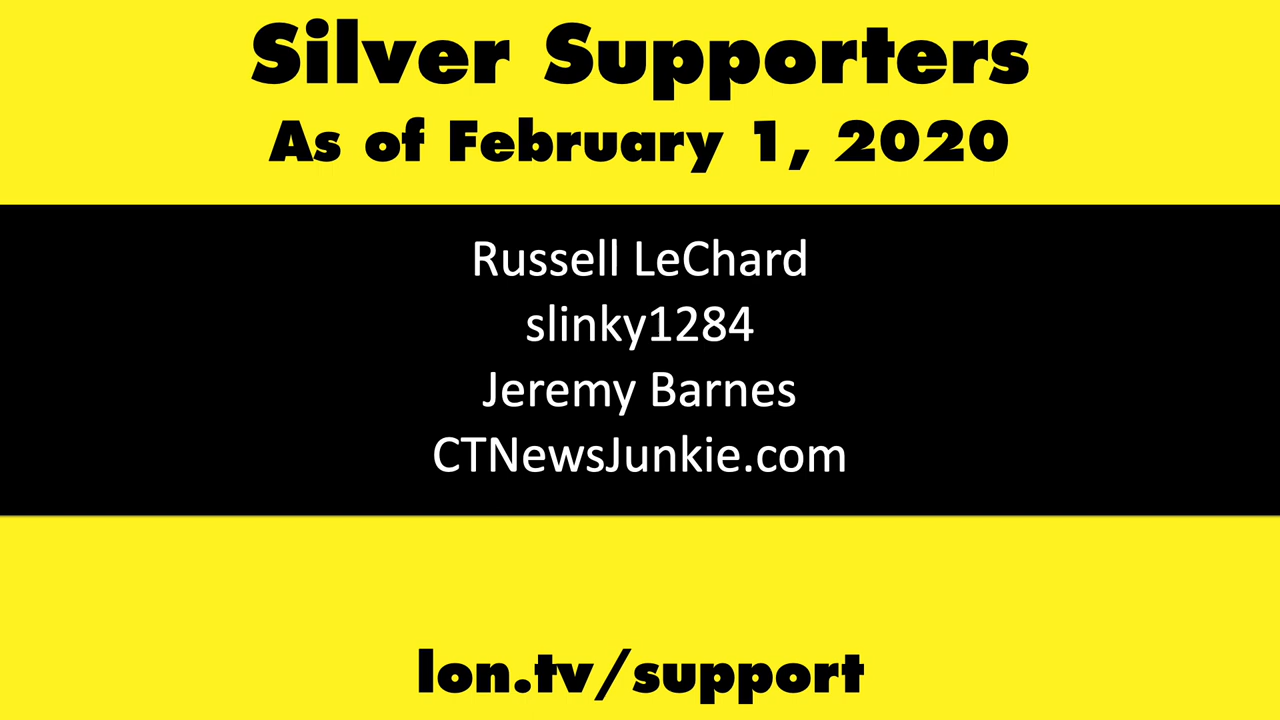 Silver Supporters
As of February 1, 2020
Russell LeChard
slinky1284
Jeremy Barnes
CTNewsJunkie.com
lon.tv/support